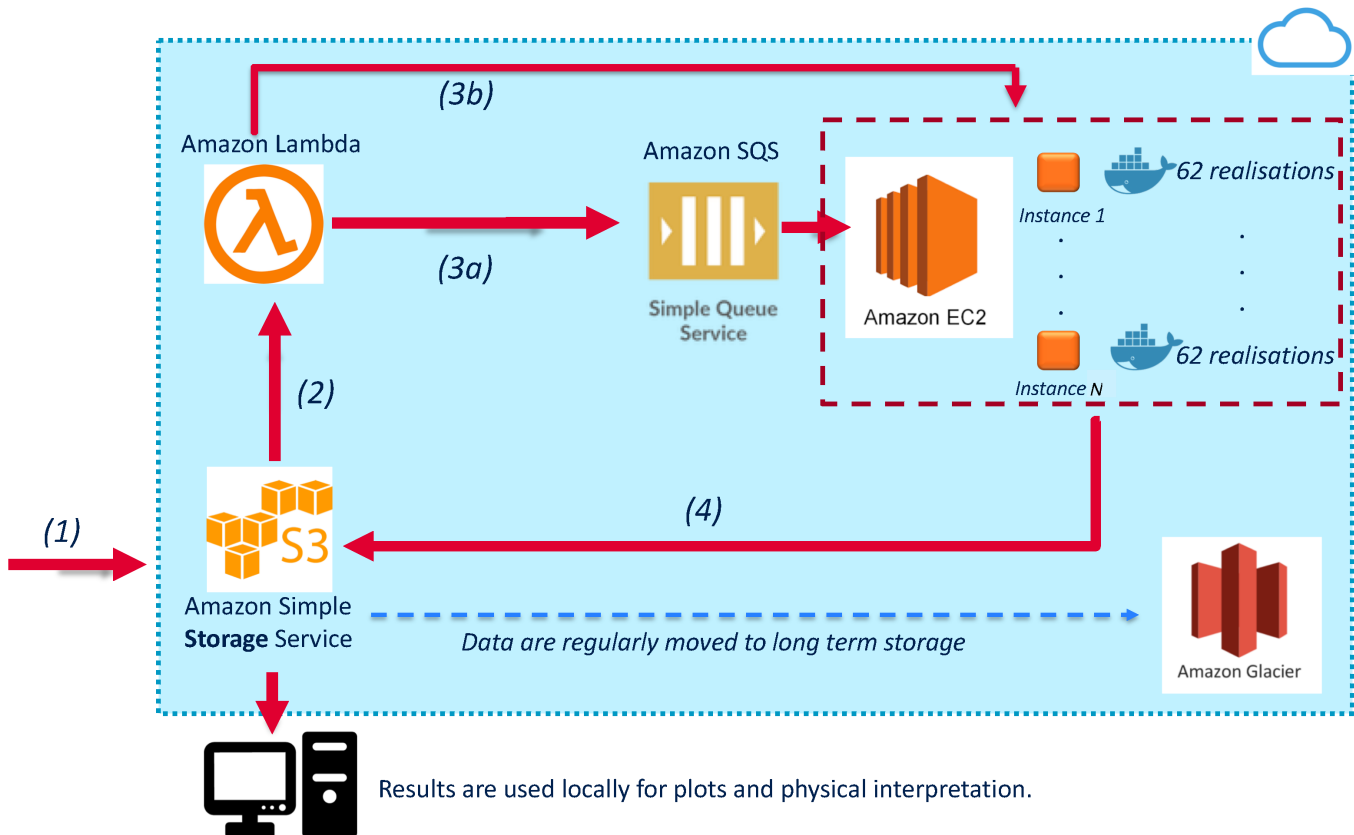 (3b)
Amazon Lambda
Amazon SQS
62 realisations
Instance 1
(3a)
Simple Queue
Service
Amazon EC2
62 realisations
Instance N
(2)
(1)
(4)
S3
Amazon Simple
Storage Service
Data are regularly moved to long term storage
Amazon Glacier
Results are used locally for plots and physical interpretation.